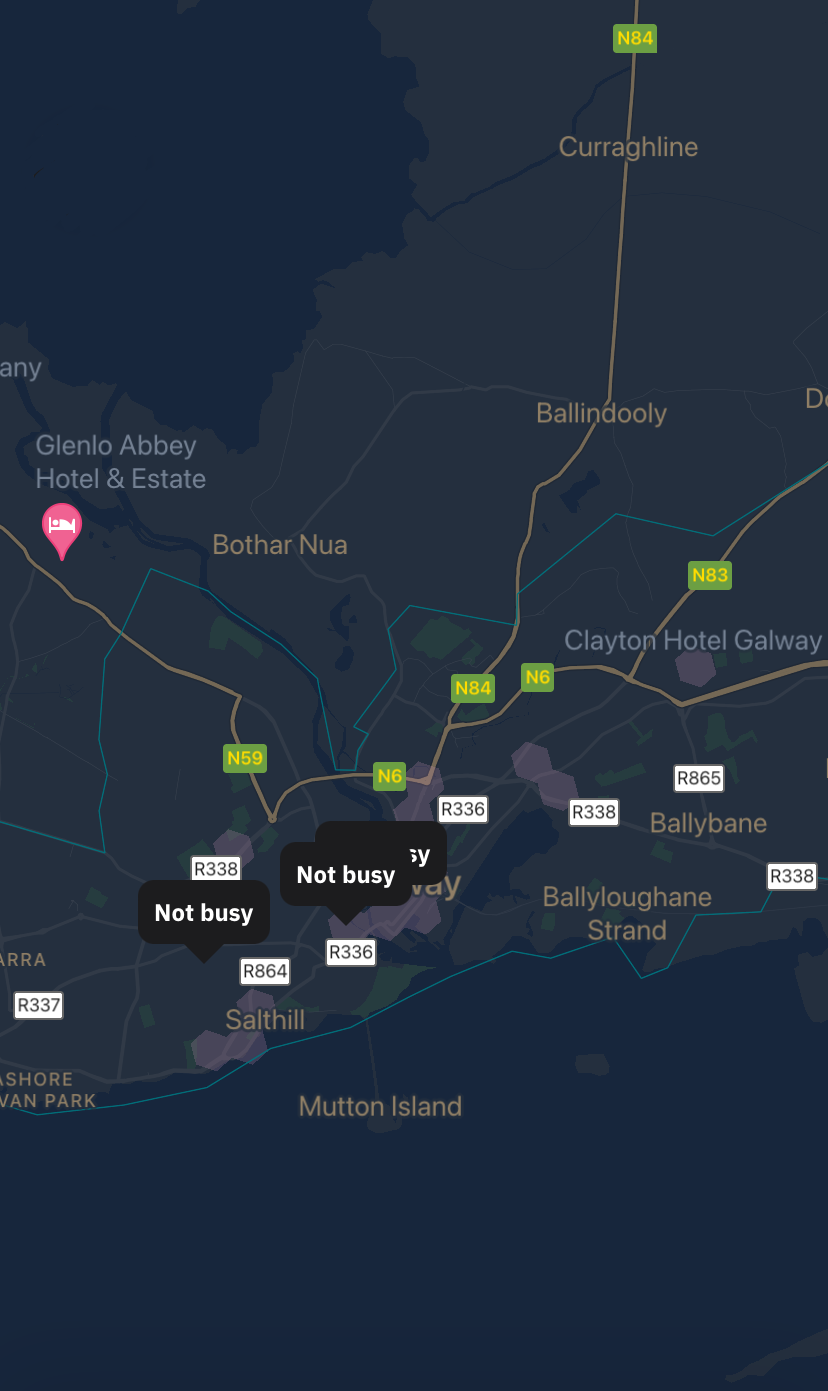 N84
Curraghline
any
Ballindooly
Do
Glenlo Abbey
Hotel & Estate
Bothar Nua
N83
Clayton Hotel Galway
N84
N6
N59
N6
R865
R336
R338
Ballybane
R338
sy
Not busy
way
R338
Not busy
Ballyloughane
Strand
R336
ARRA
R864
R337
Salthill
ASHORE
VAN PARK
Mutton Island